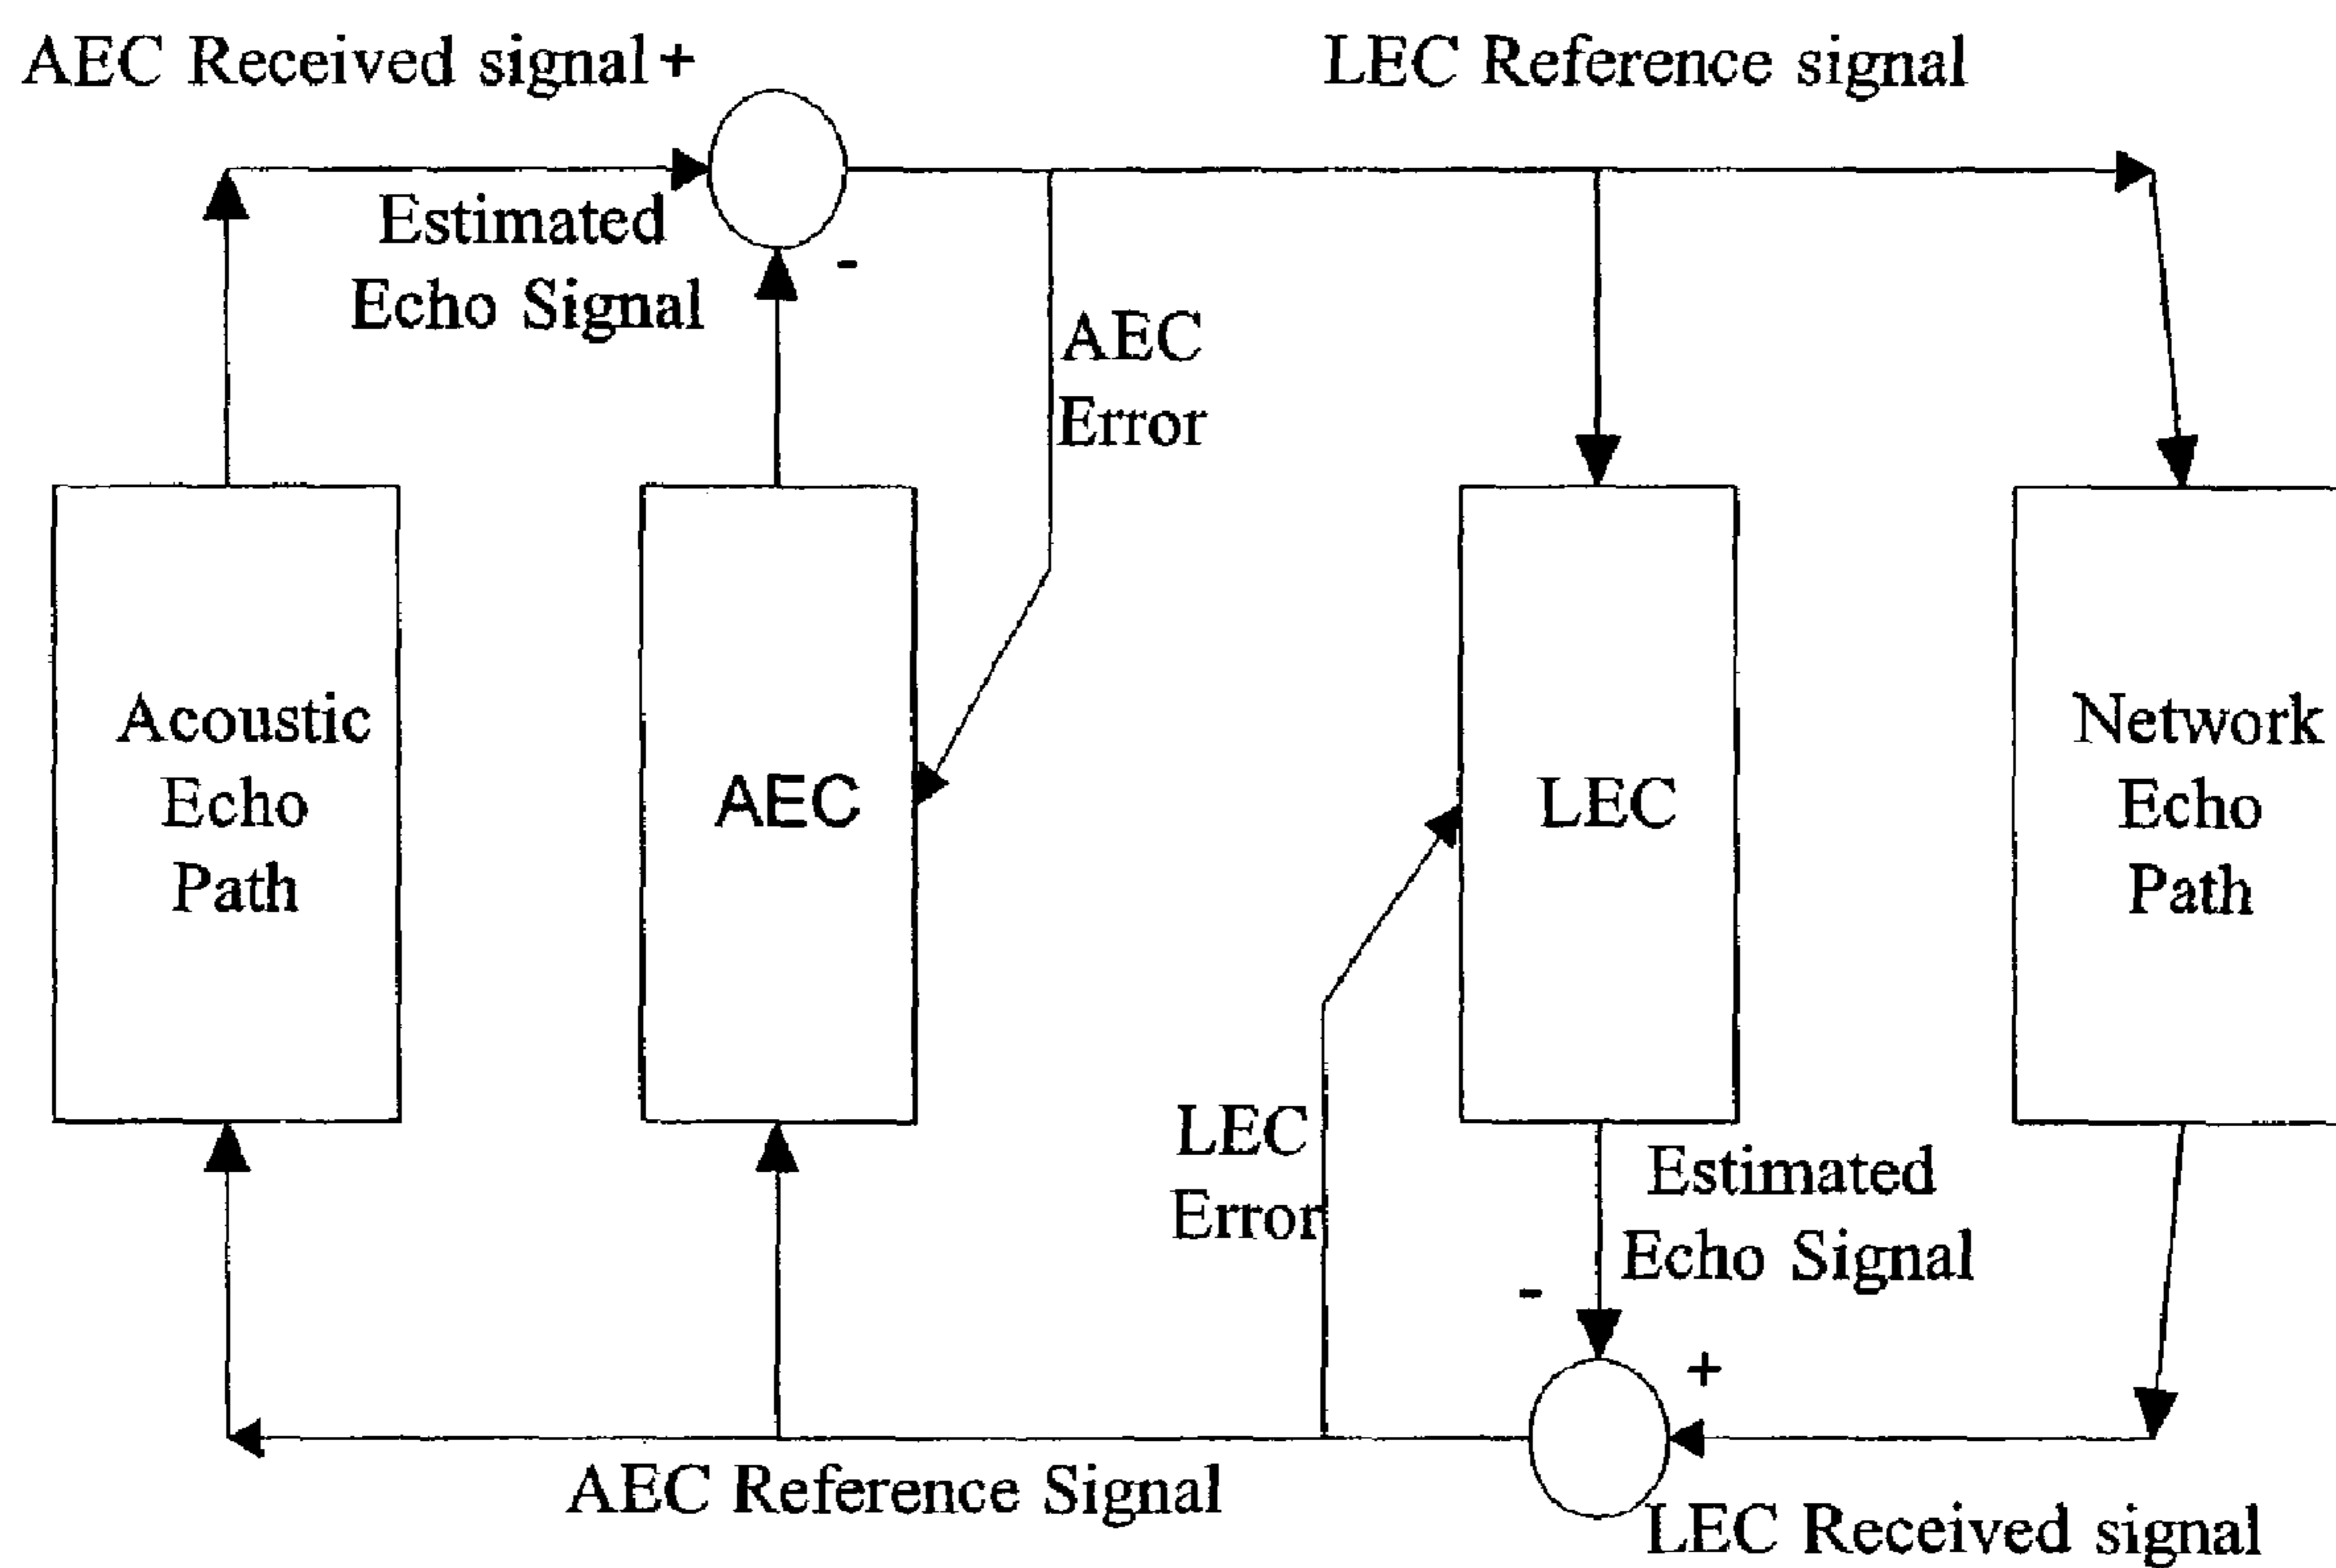 AEC Received signal +
LEC Reference signal
Estimated
Echo Signal
-
AEC
Error
Acoustic
Echo
Path
AEC
LEC
Network
Echo
Path
LEC
Error
Estimated
Echo Signal
-
+
AEC Reference Signal
LEC Received signal